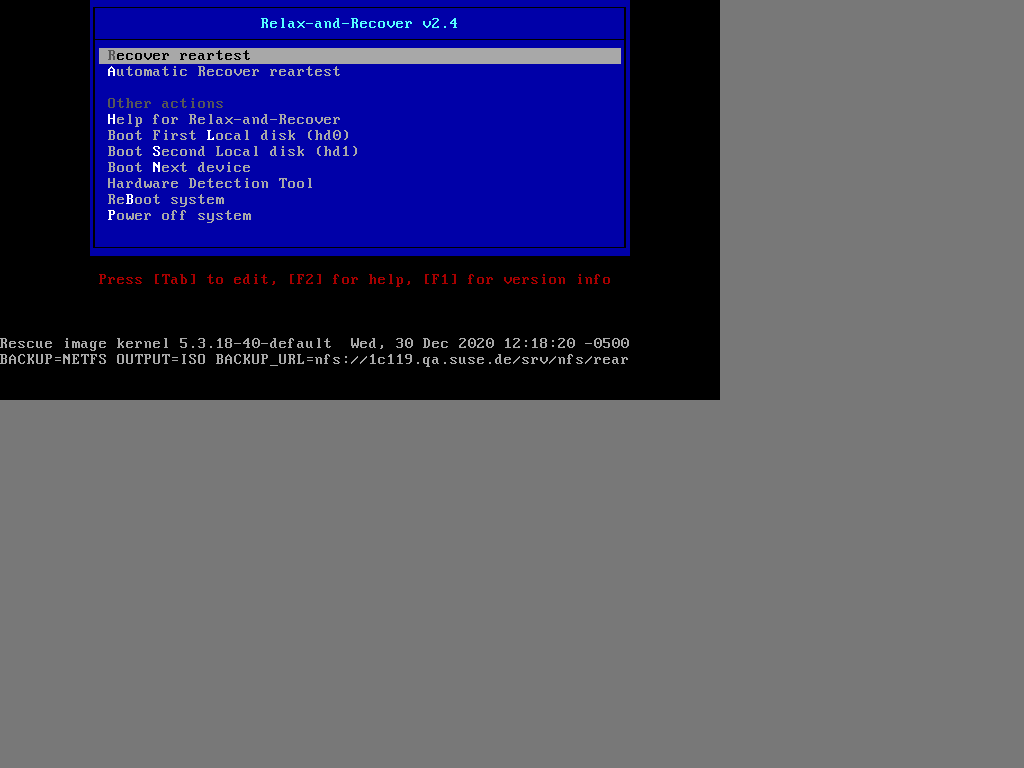 Relax-and-Recover v2.4
Recover reartest
Automatic Recover reartest
Other actions
Help for Relax-and-Recover
Boot First Local disk (hd0)
Boot Second Local disk (hd1)
Boot Next device
Hardware Detection Tool
ReBoot system
Power off system
Press [Tab] to edit, [F2] for help, [F1] for version info
Rescue image kernel 5.3.18-40-default  Wed, 30 Dec 2020 12:18:20 -0500
BACKUP=NETFS OUTPUT=ISO BACKUP_URL=nfs://1c119.qa.suse.de/srv/nfs/rear